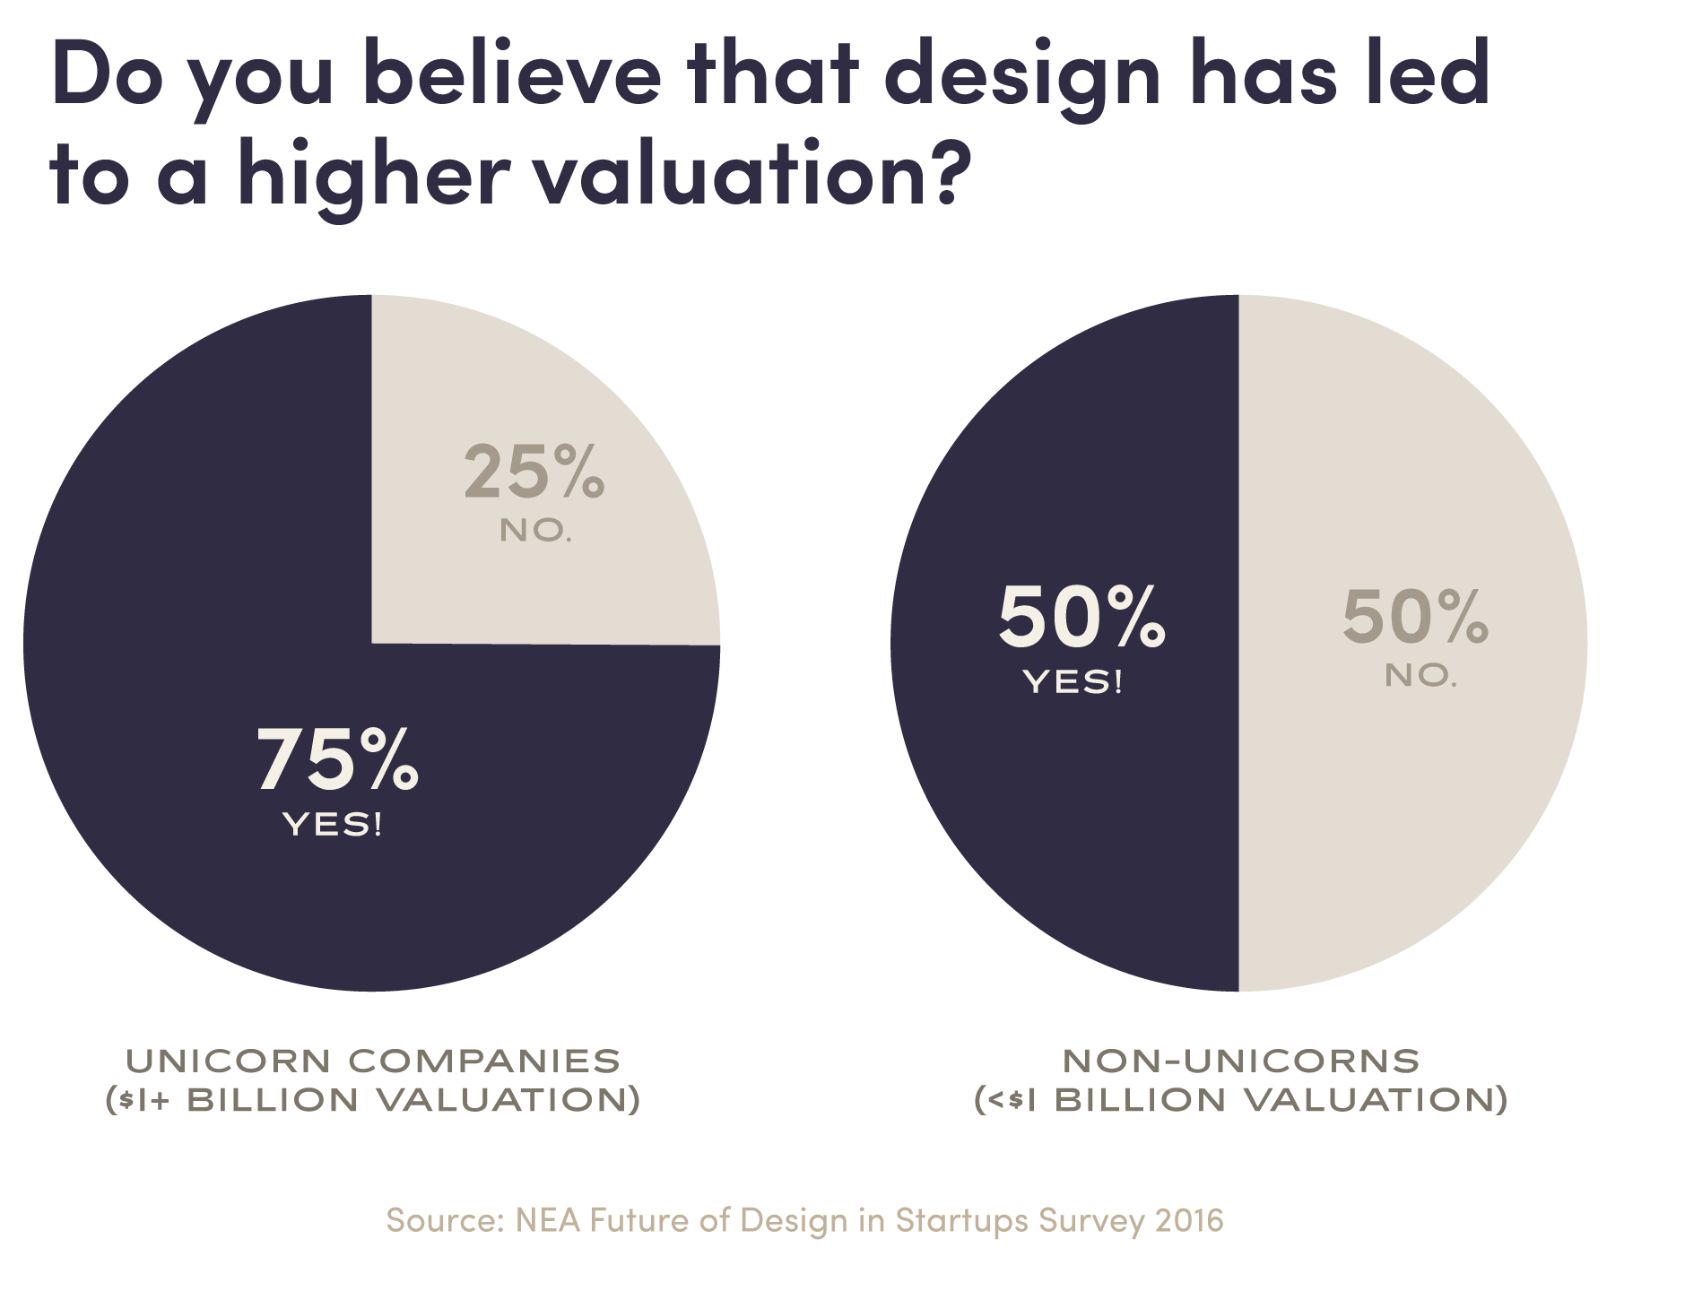 Do you believe that design has led
to a higher valuation?
25%
NO.
75%
YES!
50%
YES!
50%
NO.
UNICORN COMPANIES
($1+ BILLION VALUATION)
NON-UNICORNS
(<$1 BILLION VALUATION)
Source: NEA Future of Design in Startups Survey 2016